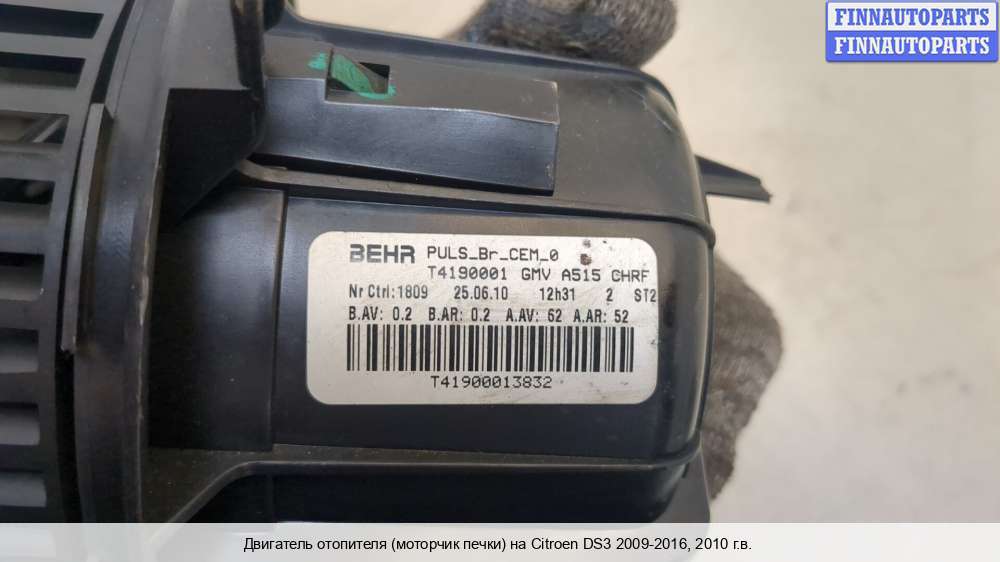 FINNAUTOPARTS
FINNAUTOPARTS
BEHR PULS_Br_CEM_0
T4190001 GMV A515 CHRF
Nr Ctrl:1809 25.06.10 12h31 2 ST2
B.AV: 0.2 B.AR: 0.2 A.AV: 62 A.AR: 52
T41900013832
Двигатель отопителя (моторчик печки) на Citroen DS3 2009-2016, 2010 г.в.